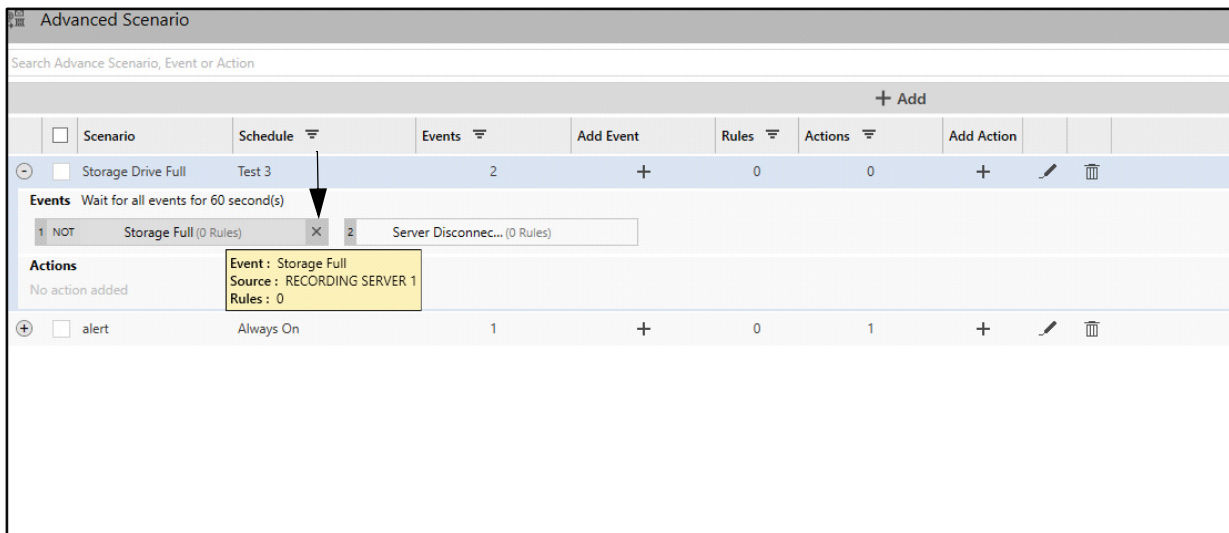 Advanced Scenario
Search Advance Scenario, Event or Action
+ Add
Scenario Schedule Events Add Event Rules Actions Add Action
Storage Drive Full Test 3 2 + 0 0 +
Events Wait for all events for 60 second(s)
1 NOT Storage Full (0 Rules) × 2 Server Disconnec... (0 Rules)
Event : Storage Full
Source : RECORDING SERVER 1
Rules : 0
Actions
No action added
alert Always On 1 + 0 1 +